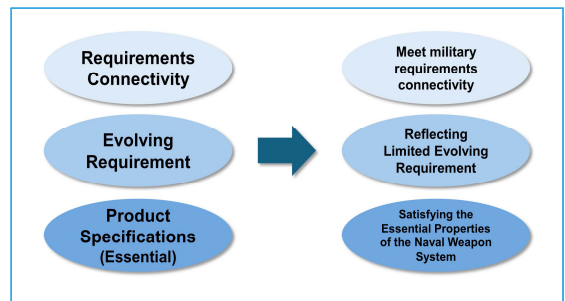 Requirements
Connectivity
Evolving
Requirement
Product
Specifications
(Essential)
Meet military
requirements
connectivity
Reflecting
Limited Evolving
Requirement
Satisfying the
Essential Properties
of the Naval Weapon
System